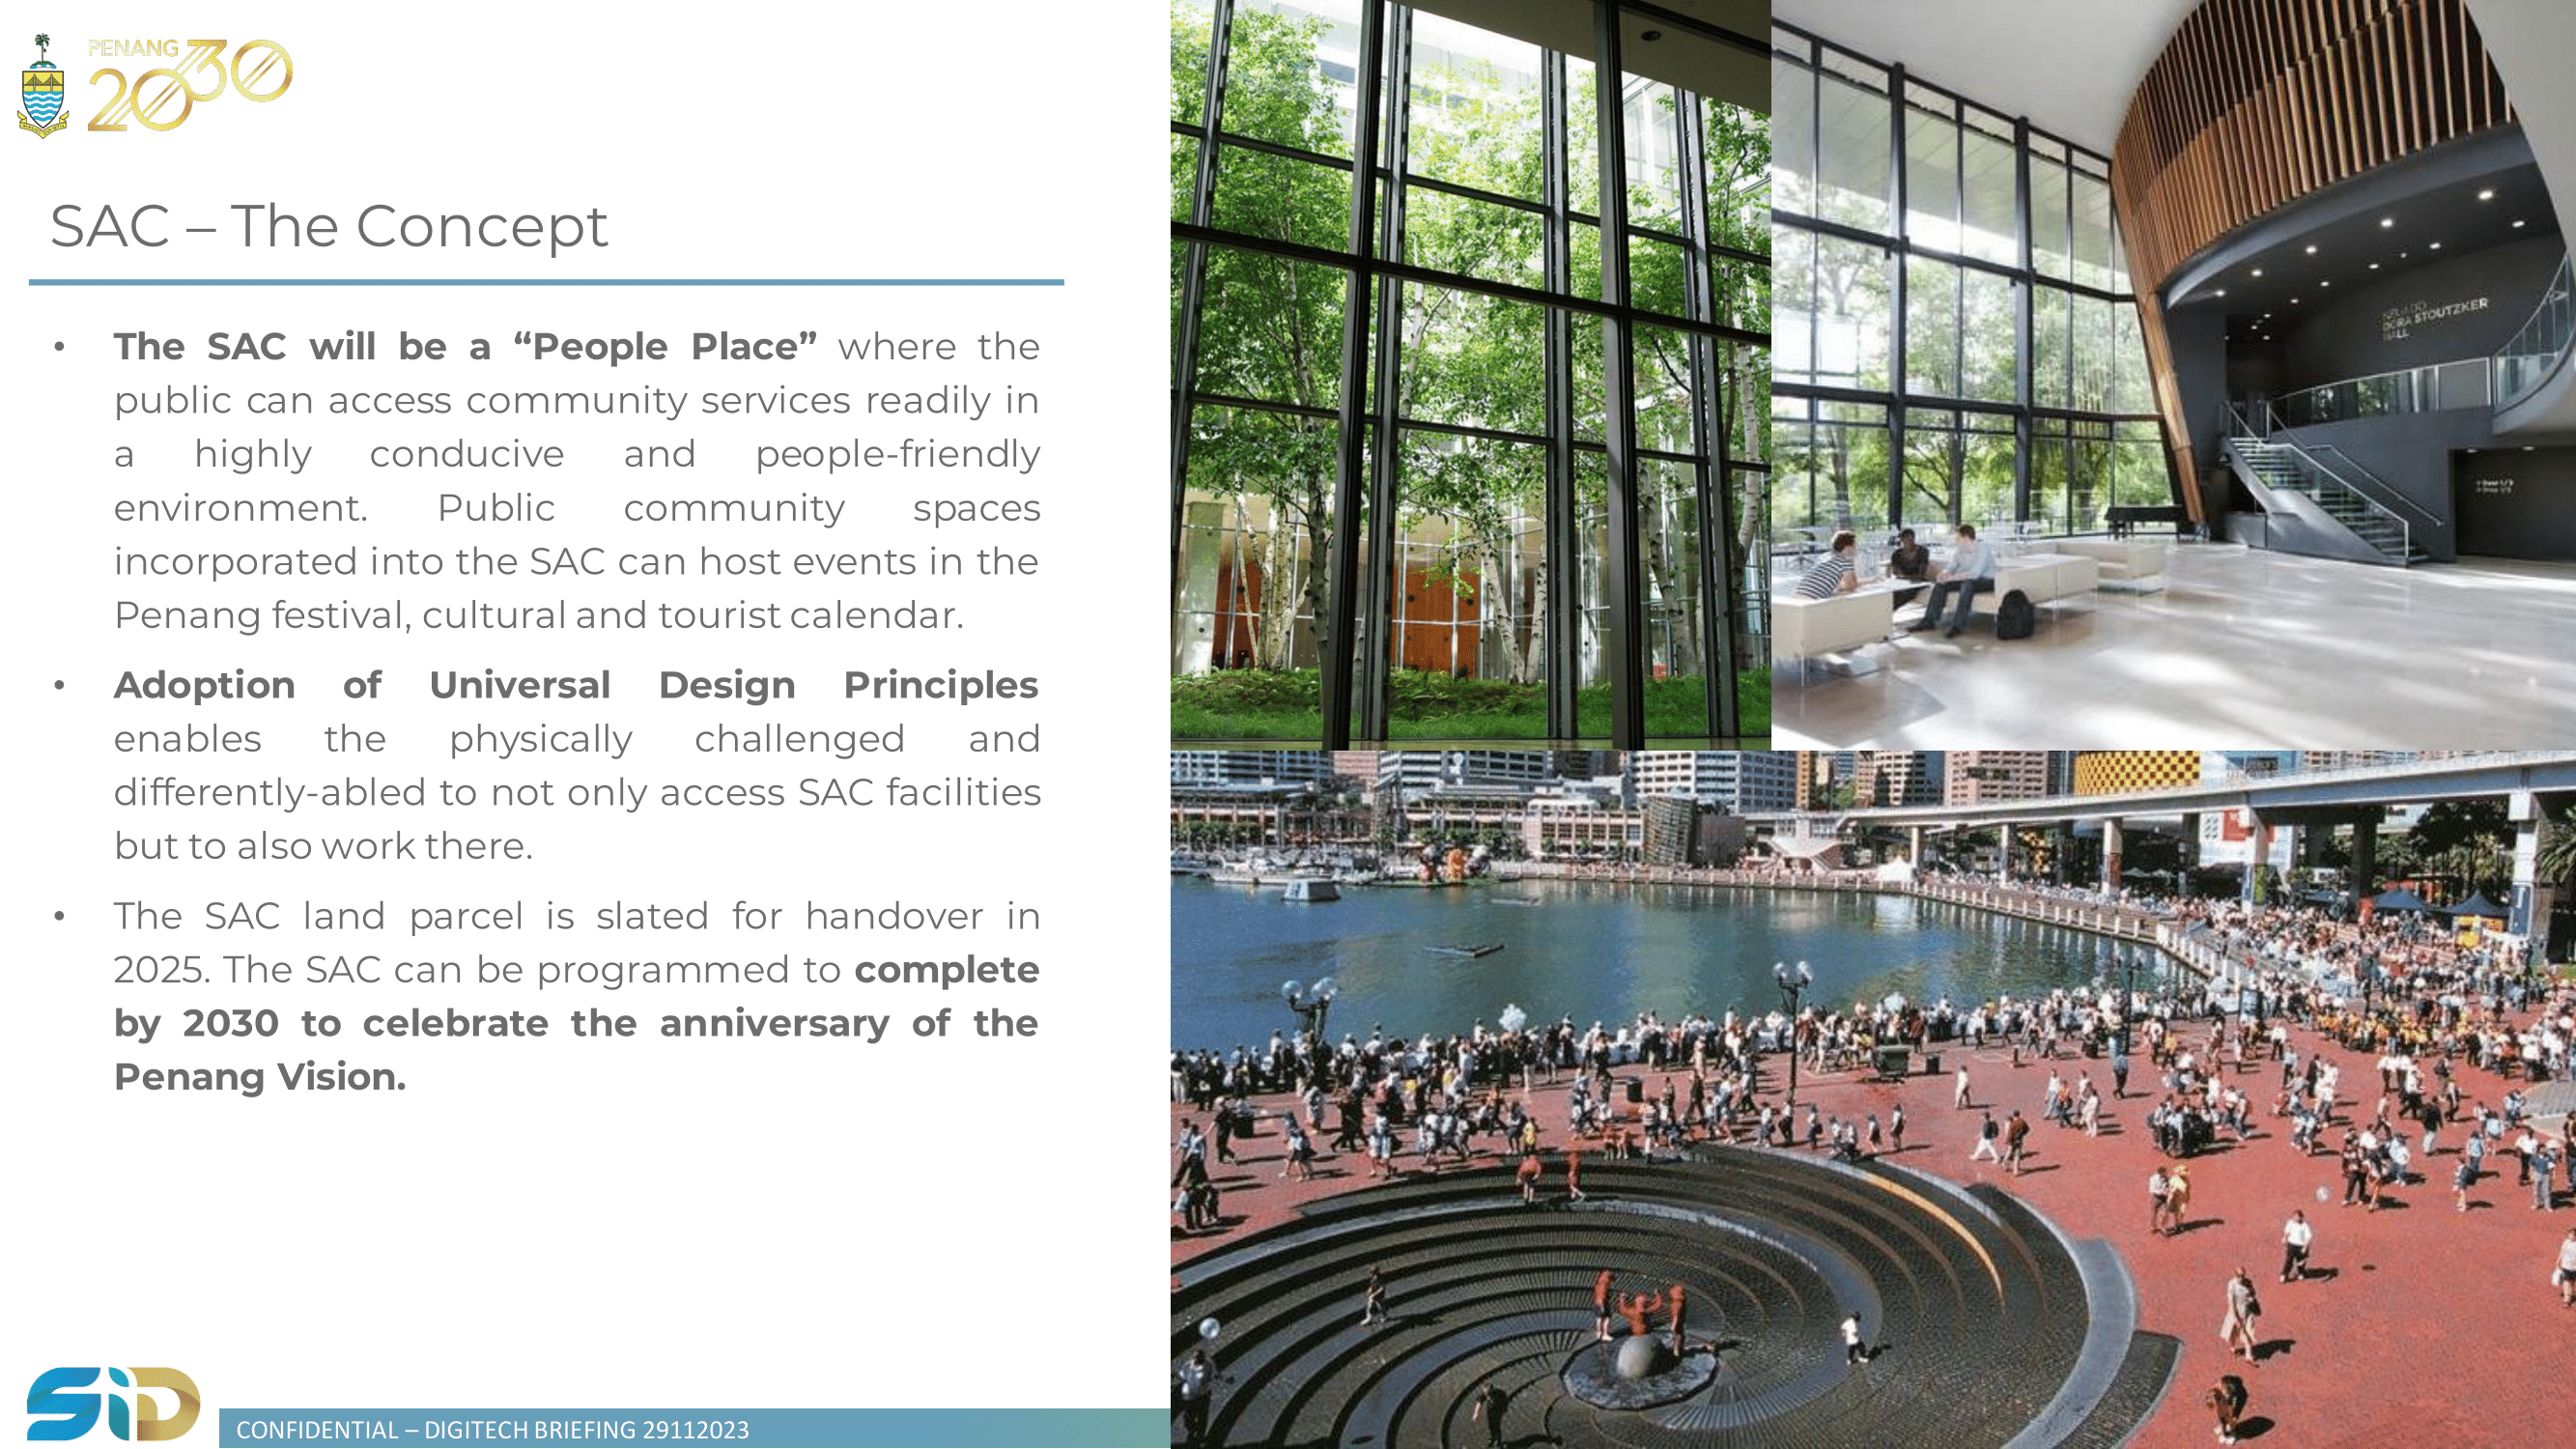 PENANG
2030
SAC – The Concept
• The SAC will be a “People Place” where the
public can access community services readily in
a highly conducive and people-friendly
environment. Public community spaces
incorporated into the SAC can host events in the
Penang festival, cultural and tourist calendar.
• Adoption of Universal Design Principles
enables the physically challenged and
differently-abled to not only access SAC facilities
but to also work there.
• The SAC land parcel is slated for handover in
2025. The SAC can be programmed to complete
by 2030 to celebrate the anniversary of the
Penang Vision.
DORA STOUTZKER
HALL
SiD
CONFIDENTIAL – DIGITECH BRIEFING 29112023